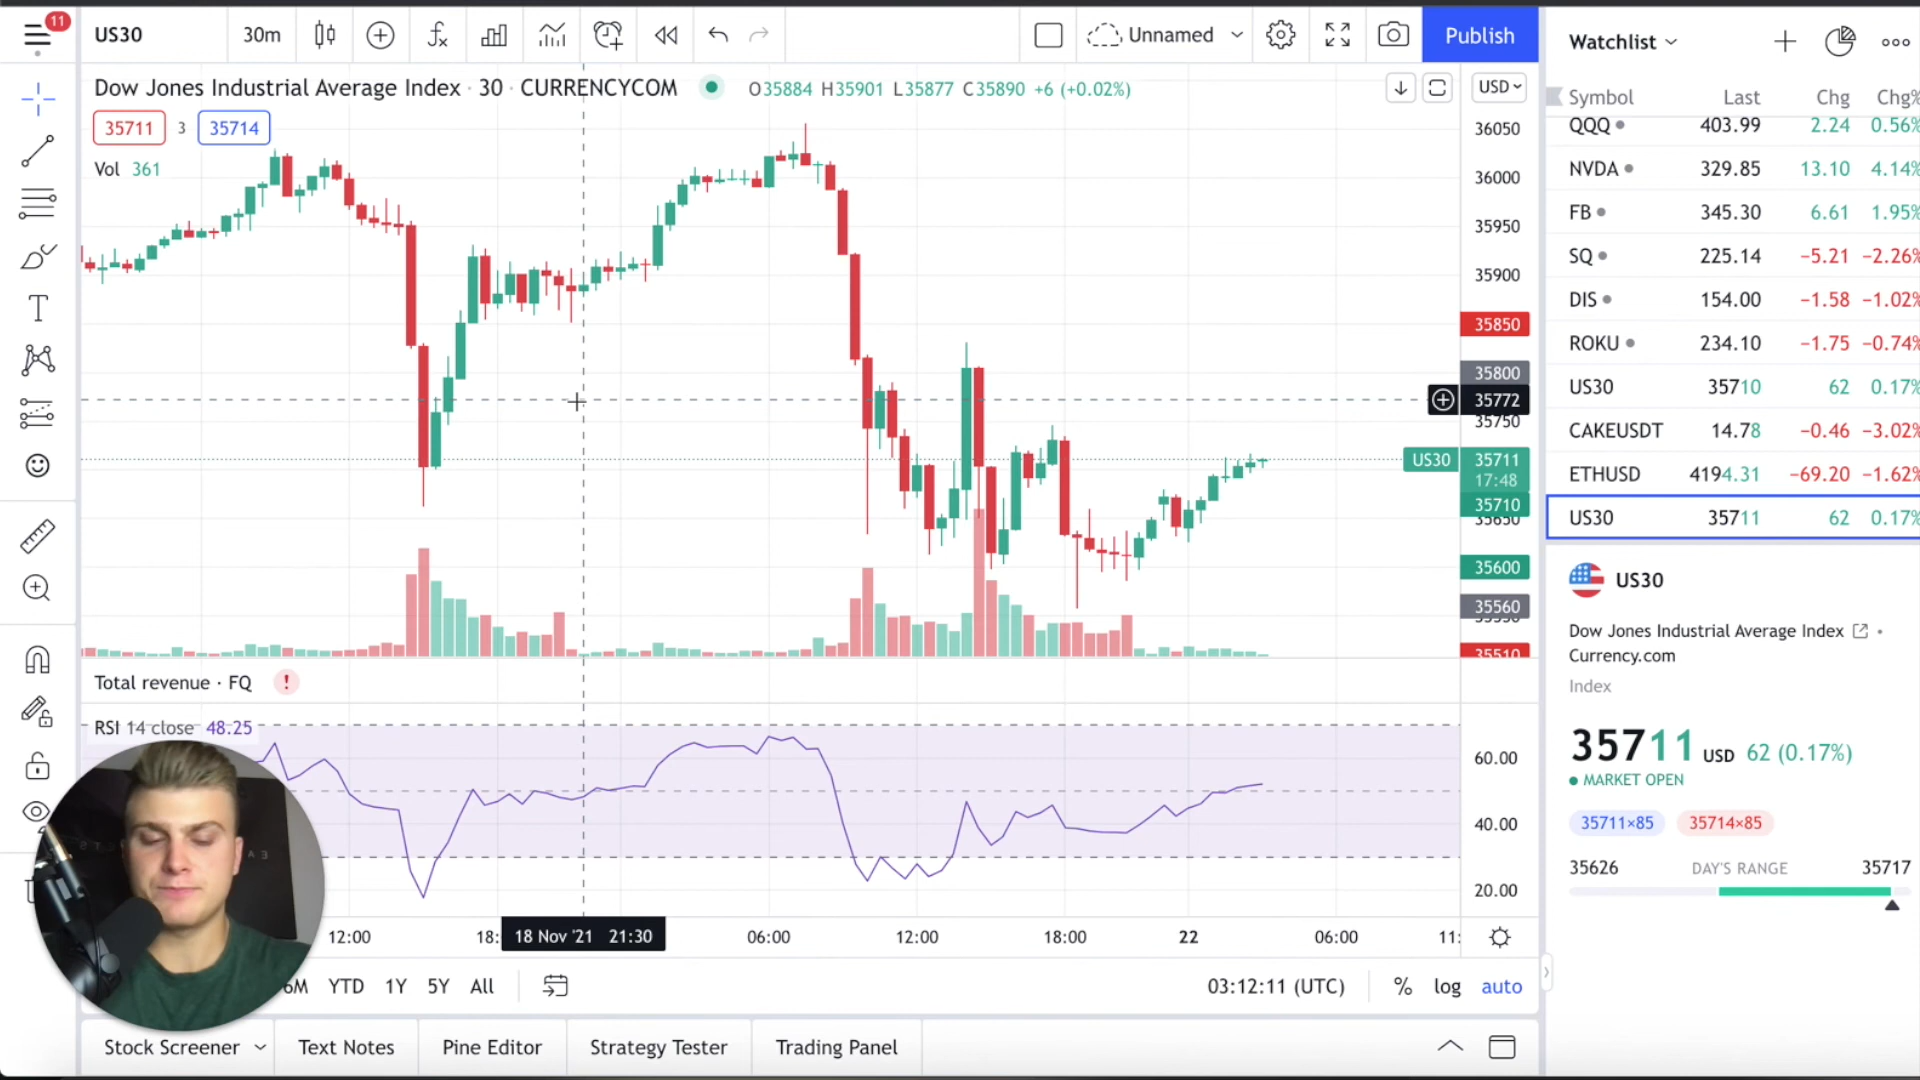 11
US30
30m
Unnamed
Publish
Watchlist
Dow Jones Industrial Average Index · 30 · CURRENCYCOM
O35884 H35901 L35877 C35890 +6 (+0.02%)
USD
35711 3 35714
Vol 361
36050
36000
35950
35900
35850
35800
35772
35750
US30 35711
17:48
35710
35650
35600
35560
35510
Symbol Last Chg Chg%
QQQ 403.99 2.24 0.56%
NVDA 329.85 13.10 4.14%
FB 345.30 6.61 1.95%
SQ 225.14 −5.21 −2.26%
DIS 154.00 −1.58 −1.02%
ROKU 234.10 −1.75 −0.74%
US30 35710 62 0.17%
CAKEUSDT 14.78 −0.46 −3.02%
ETHUSD 4194.31 −69.20 −1.62%
US30 35711 62 0.17%
US30
Dow Jones Industrial Average Index •
Currency.com
Index
35711 USD 62 (0.17%)
MARKET OPEN
35711×85 35714×85
35626 DAY'S RANGE 35717
Total revenue · FQ !
RSI 14 close 48.25
60.00
40.00
20.00
12:00 18: 18 Nov '21 21:30 06:00 12:00 18:00 22 06:00 11:
6M YTD 1Y 5Y All
03:12:11 (UTC) % log auto
Stock Screener Text Notes Pine Editor Strategy Tester Trading Panel